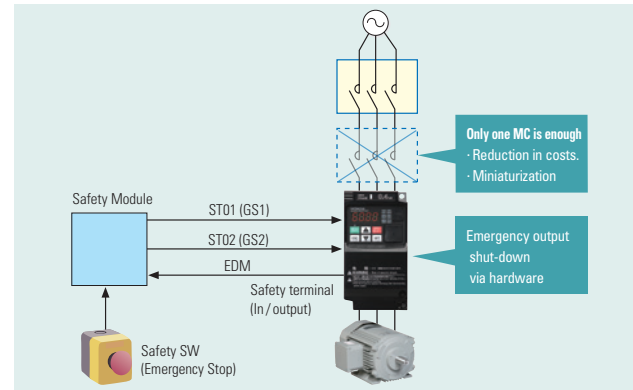 Only one MC is enough
· Reduction in costs.
· Miniaturization
Safety Module
ST01 (GS1)
ST02 (GS2)
EDM
Safety terminal
(In / output)
Emergency output
shut-down
via hardware
Safety SW
(Emergency Stop)